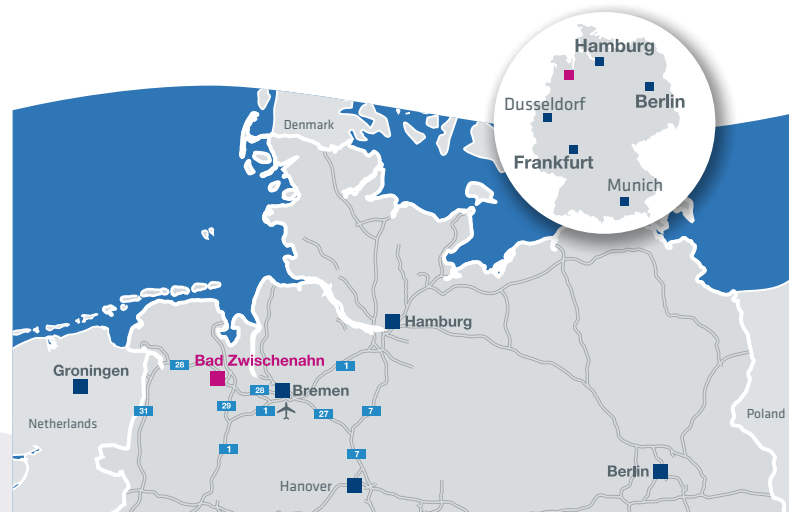 Hamburg
Dusseldorf
Berlin
Frankfurt
Munich
Denmark
Hamburg
Bad Zwischenahn
28
1
Groningen
28
Bremen
31
29
1
27
7
Netherlands
Poland
1
7
Hanover
Berlin